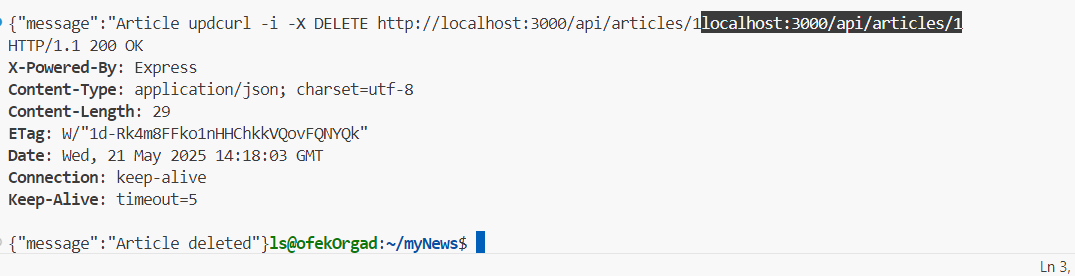 {"message":"Article updcurl -i -X DELETE http://localhost:3000/api/articles/1localhost:3000/api/articles/1
HTTP/1.1 200 OK
X-Powered-By: Express
Content-Type: application/json; charset=utf-8
Content-Length: 29
ETag: W/"1d-Rk4m8FFko1nHHChkkVQovFQNYQk"
Date: Wed, 21 May 2025 14:18:03 GMT
Connection: keep-alive
Keep-Alive: timeout=5
{"message":"Article deleted"}ls@ofekOrgad:~/myNews$
Ln 3,